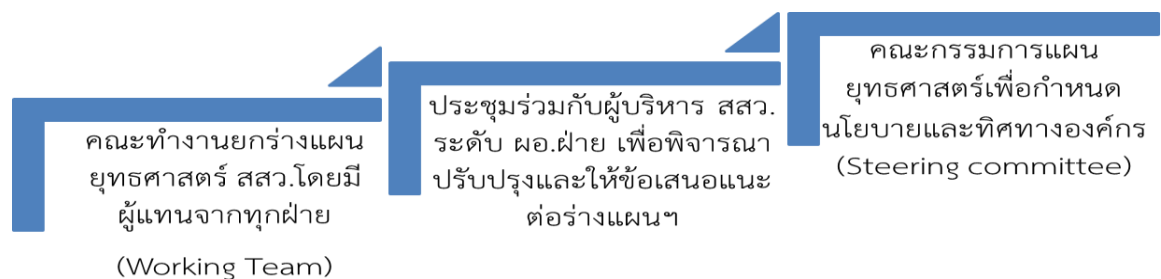 คณะทำงานยกร่างแผน
ยุทธศาสตร์ สสว.โดยมี
ผู้แทนจากทุกฝ่าย
(Working Team)
ประชุมร่วมกับผู้บริหาร สสว.
ระดับ ผอ.ฝ่าย เพื่อพิจารณา
ปรับปรุงและให้ข้อเสนอแนะ
ต่อร่างแผนฯ
คณะกรรมการแผน
ยุทธศาสตร์เพื่อกำหนด
นโยบายและทิศทางองค์กร
(Steering committee)